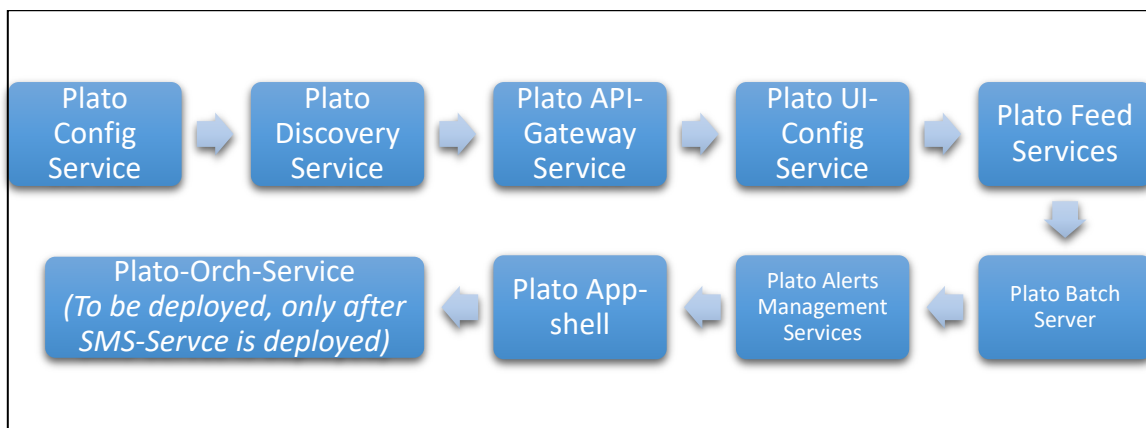 Plato
Config
Service
Plato
Discovery
Service
Plato API-
Gateway
Service
Plato UI-
Config
Service
Plato Feed
Services
Plato-Orch-Service
(To be deployed, only after
SMS-Servce is deployed)
Plato App-
shell
Plato Alerts
Management
Services
Plato Batch
Server